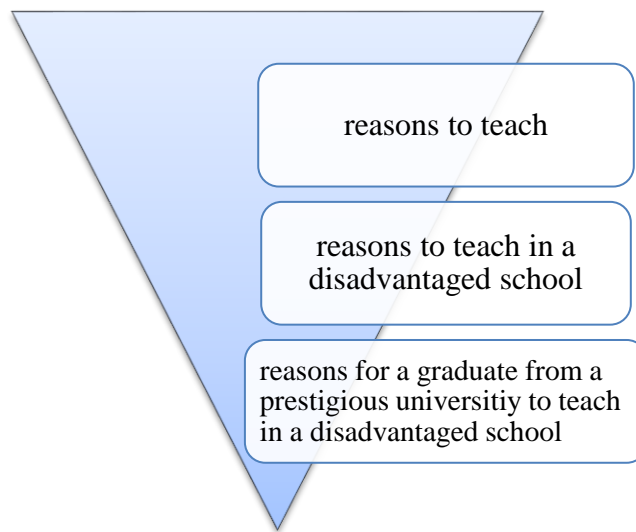 reasons to teach
reasons to teach in a
disadvantaged school
reasons for a graduate from a
prestigious universitiy to teach
in a disadvantaged school